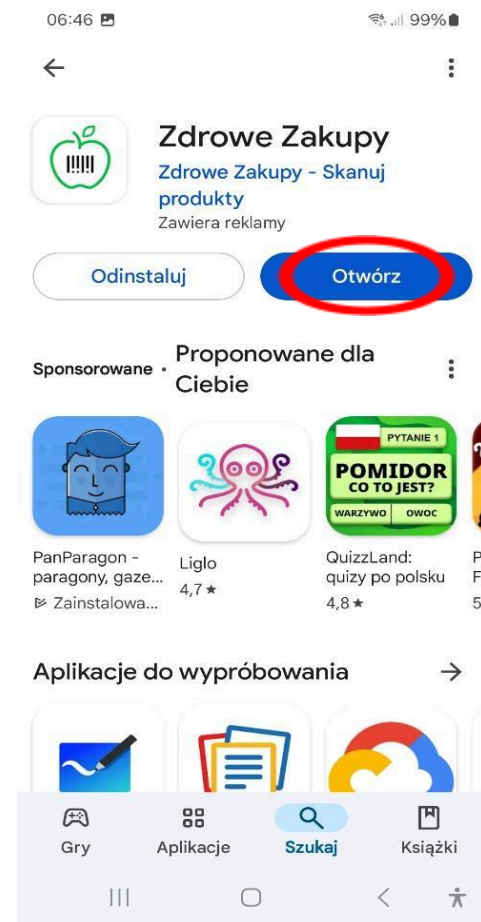 06:46
99%
Zdrowe Zakupy
Zdrowe Zakupy - Skanuj
produkty
Zawiera reklamy
Odinstaluj
Otwórz
Sponsorowane •
Proponowane dla
Ciebie
PYTANIE 1
POMIDOR
CO TO JEST?
WARZYWO
OWOC
PanParagon -
paragony, gaze...
Zainstalowa...
Liglo
4,7 ★
QuizzLand:
quizy po polsku
4,8 ★
P
F
5
Aplikacje do wypróbowania
Gry
Aplikacje
Szukaj
Książki